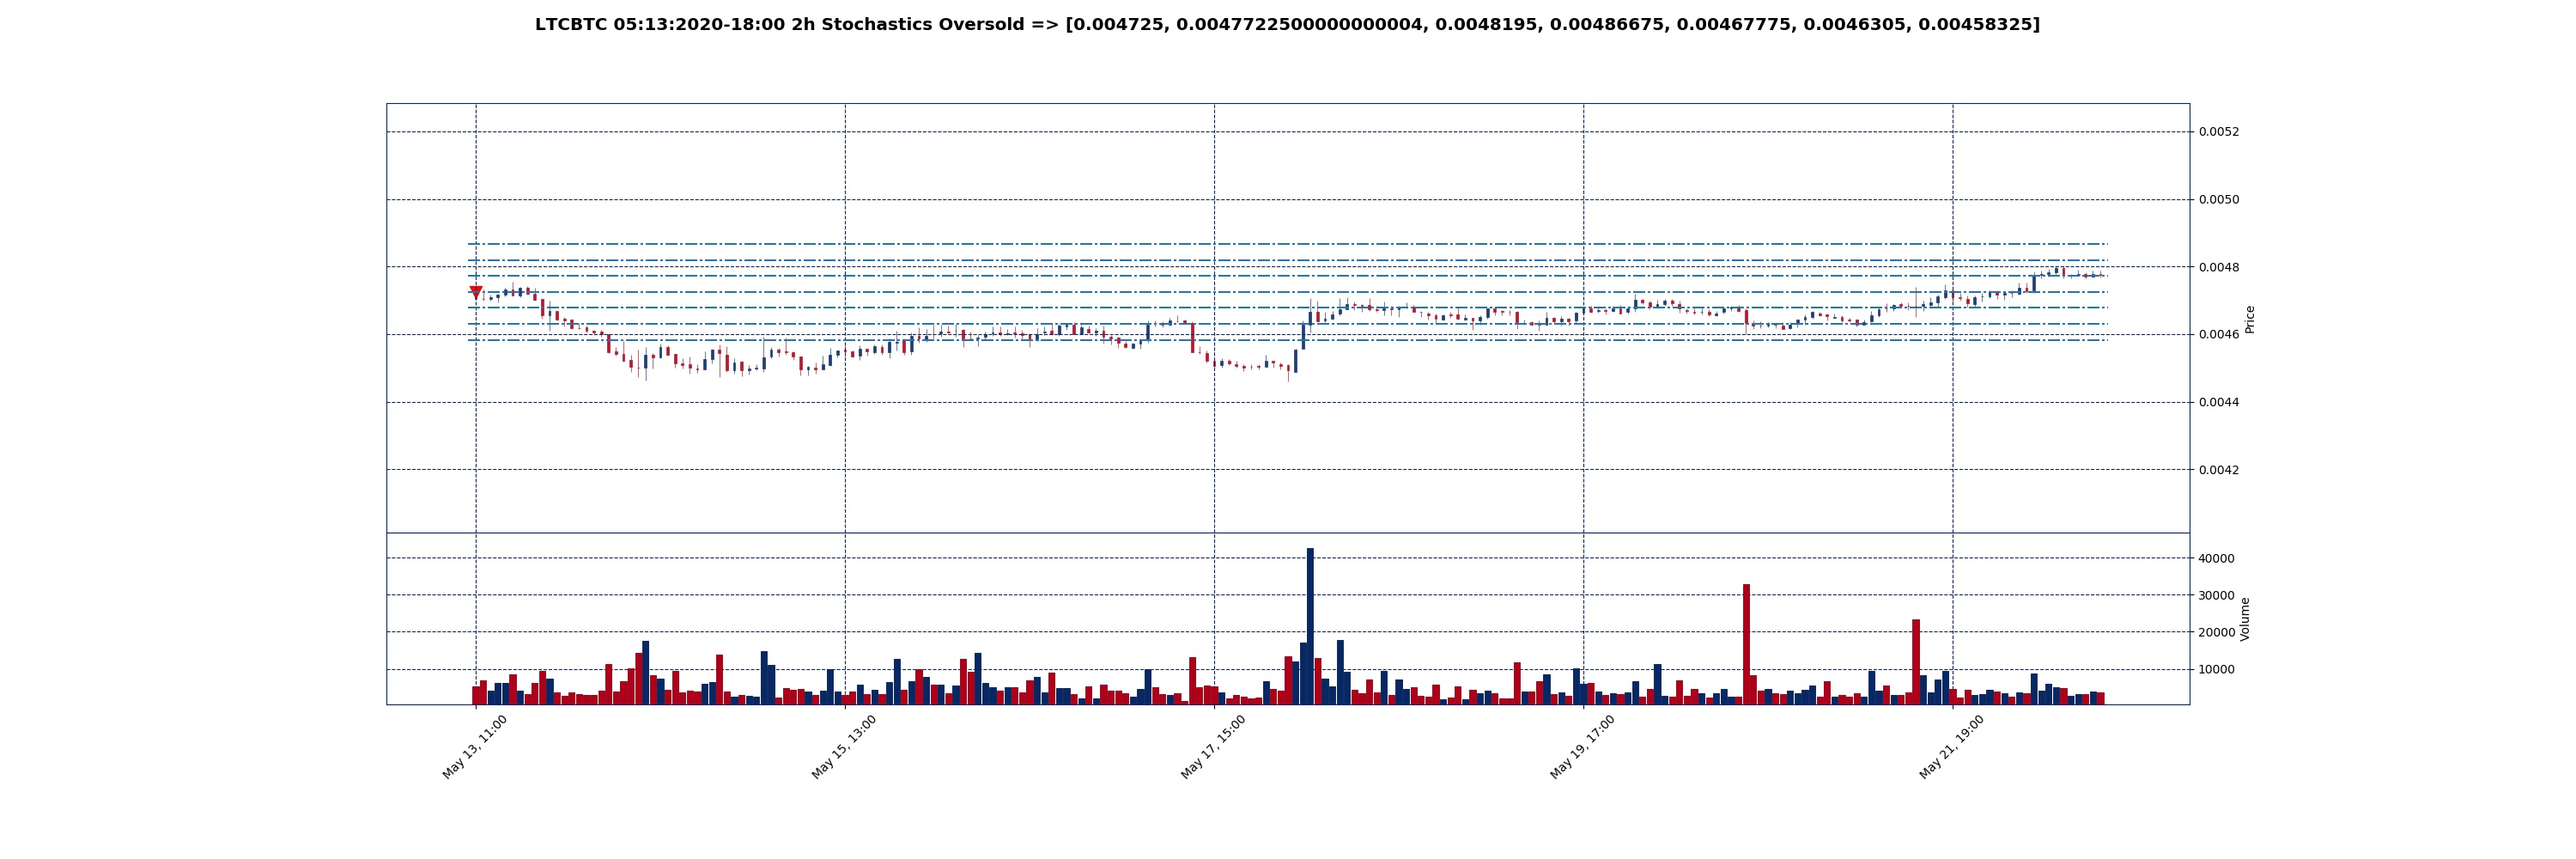 LTCBTC 05:13:2020-18:00 2h Stochastics Oversold => [0.004725, 0.0047722500000000004, 0.0048195, 0.00486675, 0.00467775, 0.0046305, 0.00458325]
0.0052
0.0050
0.0048
0.0046
0.0044
0.0042
Price
40000
30000
20000
10000
Volume
May 13, 11:00
May 15, 13:00
May 17, 15:00
May 19, 17:00
May 21, 19:00